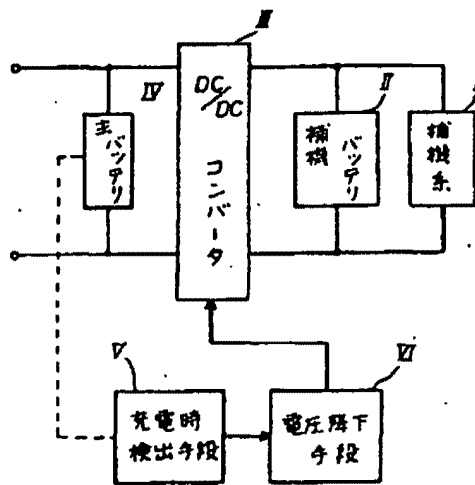 III
IV
DC/DC
コンバータ
主バッテリ
II
補機バッテリ
補機系
V
充電時
検出手段
VI
電圧降下
手段